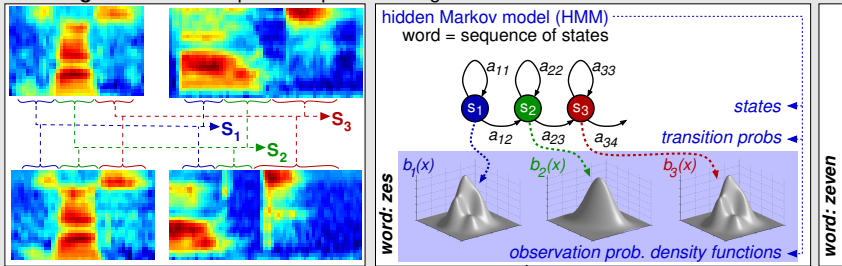 S₁
S₂
S₃
hidden Markov model (HMM)
word = sequence of states
a₁₁ a₂₂ a₃₃
s₁ s₂ s₃
a₁₂ a₂₃ a₃₄
states
transition probs
b₁(x) b₂(x) b₃(x)
observation prob. density functions
word: zes
word: zeven